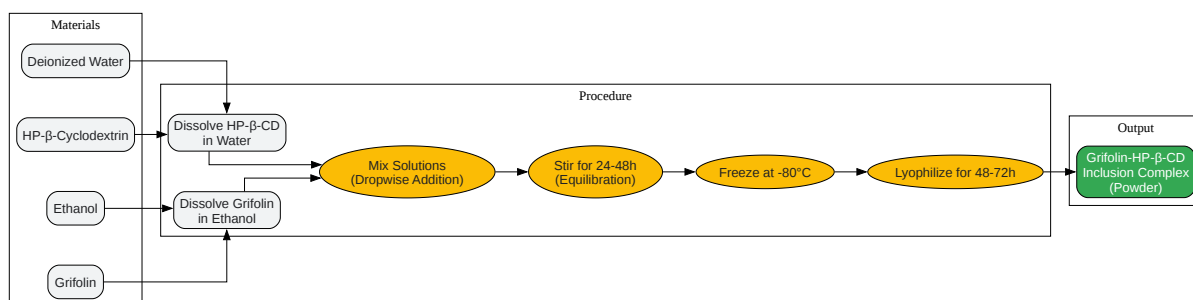 Materials
Deionized Water
HP-β-Cyclodextrin
Ethanol
Grifolin
Procedure
Dissolve HP-β-CD
in Water
Dissolve Grifolin
in Ethanol
Mix Solutions
(Dropwise Addition)
Stir for 24-48h
(Equilibration)
Freeze at -80°C
Lyophilize for 48-72h
Output
Grifolin-HP-β-CD
Inclusion Complex
(Powder)